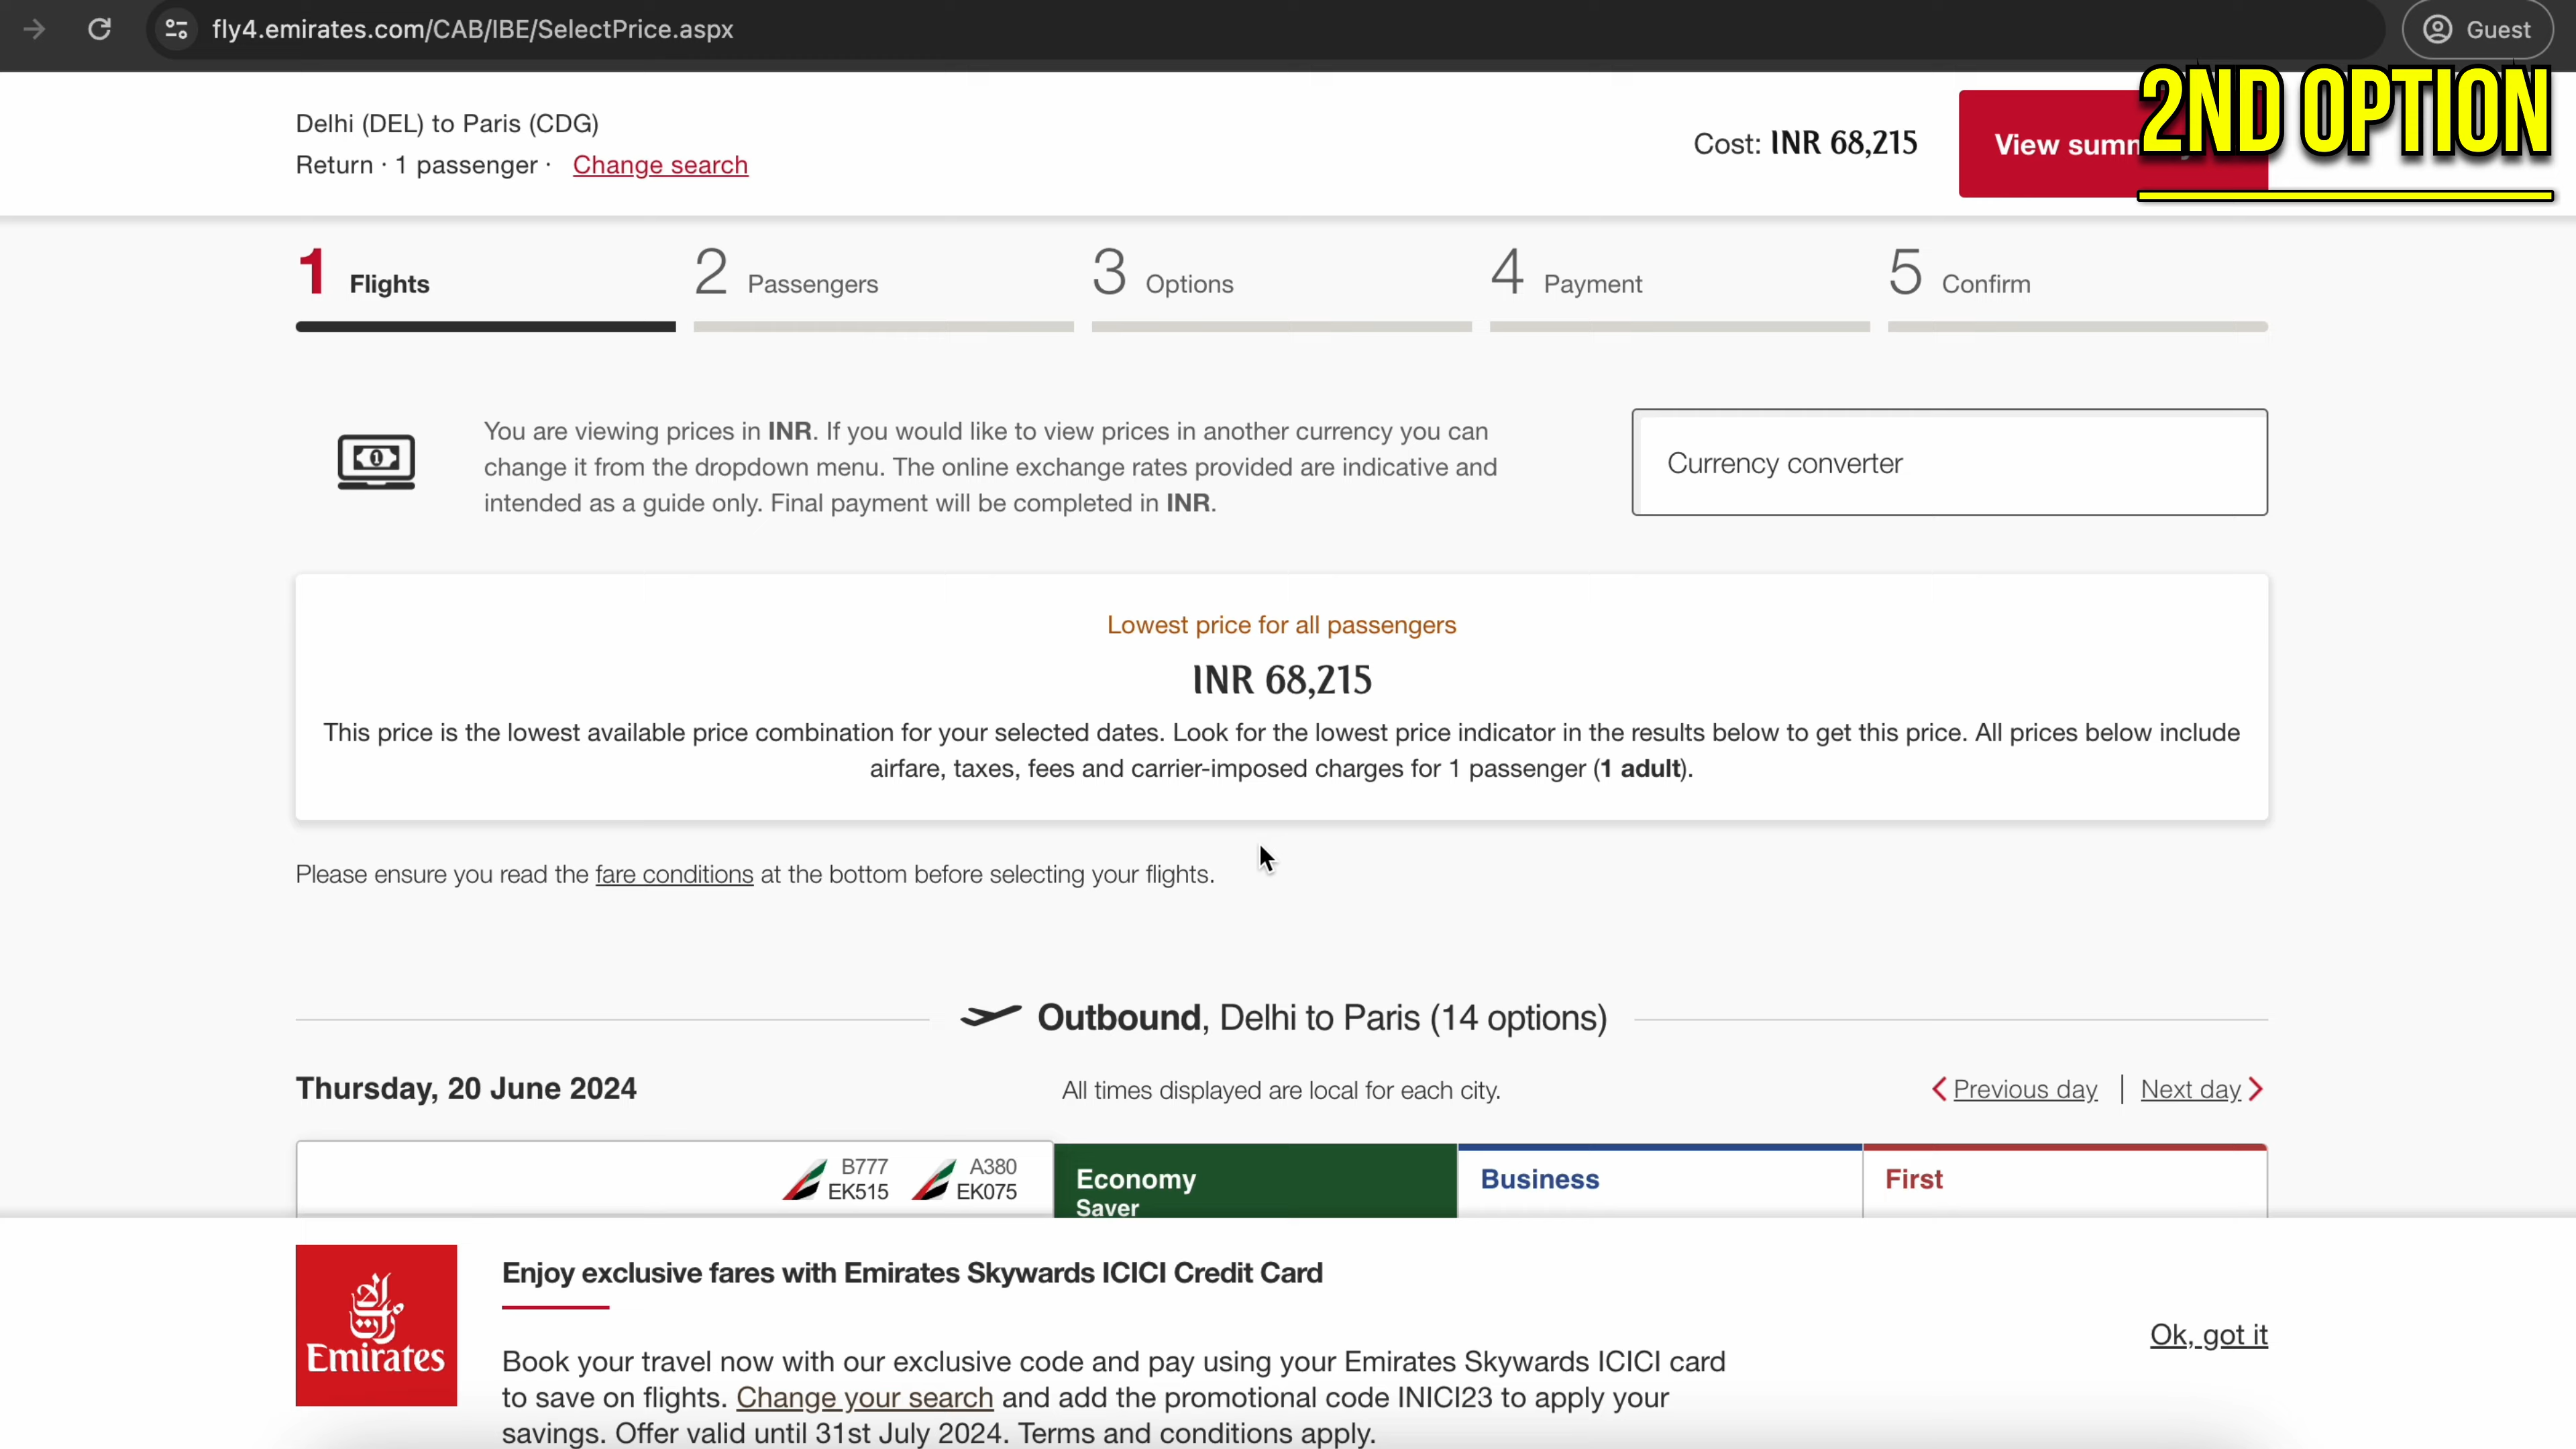 fly4.emirates.com/CAB/IBE/SelectPrice.aspx
Guest
2ND OPTION
Delhi (DEL) to Paris (CDG)
Return · 1 passenger · Change search
Cost: INR 68,215
View
1 Flights
2 Passengers
3 Options
4 Payment
5 Confirm
You are viewing prices in INR. If you would like to view prices in another currency you can
change it from the dropdown menu. The online exchange rates provided are indicative and
intended as a guide only. Final payment will be completed in INR.
Currency converter
Lowest price for all passengers
INR 68,215
This price is the lowest available price combination for your selected dates. Look for the lowest price indicator in the results below to get this price. All prices below include
airfare, taxes, fees and carrier-imposed charges for 1 passenger (1 adult).
Please ensure you read the fare conditions at the bottom before selecting your flights.
Outbound, Delhi to Paris (14 options)
Thursday, 20 June 2024
All times displayed are local for each city.
Previous day | Next day
B777
EK515
A380
EK075
Economy
Saver
Business
First
Emirates
Enjoy exclusive fares with Emirates Skywards ICICI Credit Card
Book your travel now with our exclusive code and pay using your Emirates Skywards ICICI card
to save on flights. Change your search and add the promotional code INICI23 to apply your
savings. Offer valid until 31st July 2024. Terms and conditions apply.
Ok, got it